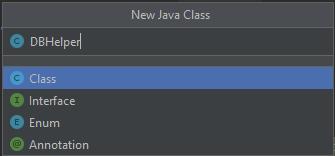 New Java Class
C DBHelper
C Class
I Interface
E Enum
@ Annotation